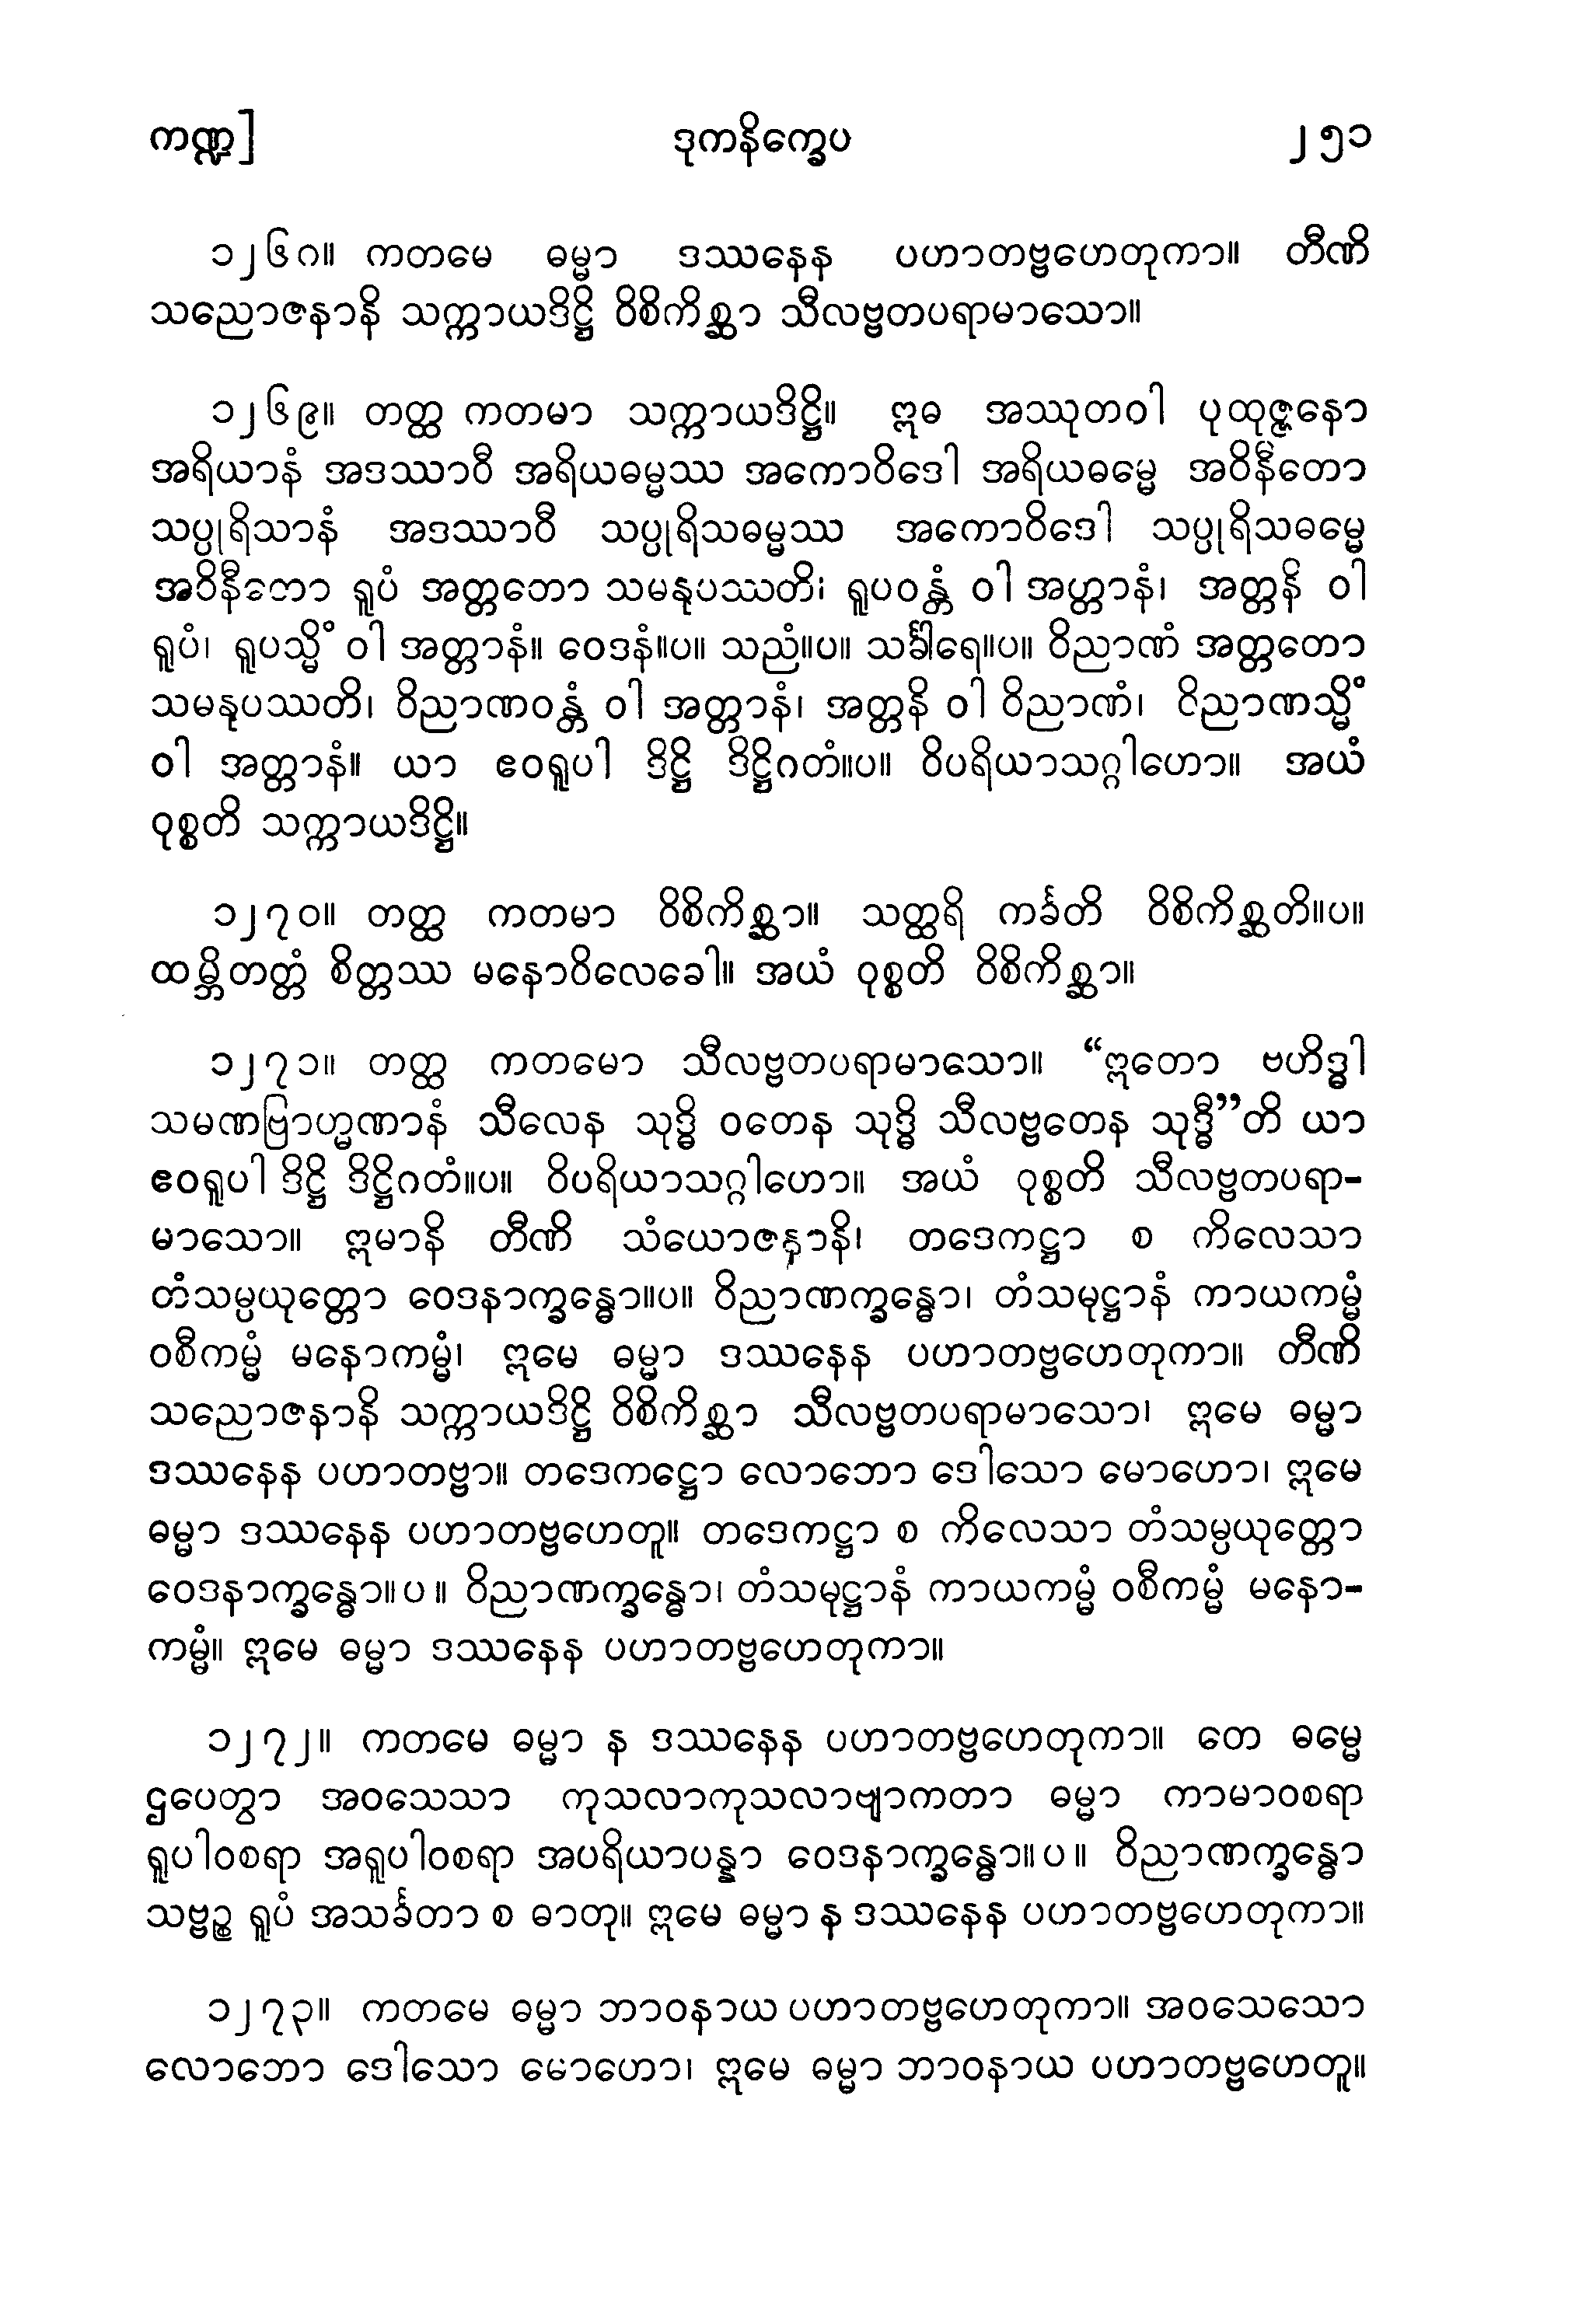 ကဏ္ဍ] ဒုကနိက္ခေပ ၂၅၁
၁၂၆၈။ ကတမေ ဓမ္မာ ဒဿနေန ပဟာတဗ္ဗဟေတုကာ။ တီဏိ
သညောဇနာနိ သက္ကာယဒိဋ္ဌိ ဝိစိကိစ္ဆာ သီလဗ္ဗတပရာမာသော။
၁၂၆၉။ တတ္ထ ကတမာ သက္ကာယဒိဋ္ဌိ။ ဣဓ အဿုတဝါ ပုထုဇ္ဇနော
အရိယာနံ အဒဿာဝီ အရိယဓမ္မဿ အကောဝိဒေါ အရိယဓမ္မေ အဝိနီတော
သပ္ပုရိသာနံ အဒဿာဝီ သပ္ပုရိသဓမ္မဿ အကောဝိဒေါ သပ္ပုရိသဓမ္မေ
အဝိနီတော ရူပံ အတ္တတော သမနုပဿတိ၊ ရူပဝန္တံ ဝါ အတ္တာနံ၊ အတ္တနိ ဝါ
ရူပံ၊ ရူပသ္မိံ ဝါ အတ္တာနံ။ ဝေဒနံ။ပ။ သညံ။ပ။ သင်္ခါရေ။ပ။ ဝိညာဏံ အတ္တတော
သမနုပဿတိ၊ ဝိညာဏဝန္တံ ဝါ အတ္တာနံ၊ အတ္တနိ ဝါ ဝိညာဏံ၊ ဝိညာဏသ္မိံ
ဝါ အတ္တာနံ။ ယာ ဧဝရူပါ ဒိဋ္ဌိ ဒိဋ္ဌိဂတံ။ပ။ ဝိပရိယာသဂ္ဂါဟော။ အယံ
ဝုစ္စတိ သက္ကာယဒိဋ္ဌိ။
၁၂၇၀။ တတ္ထ ကတမာ ဝိစိကိစ္ဆာ။ သတ္ထရိ ကင်္ခတိ ဝိစိကိစ္ဆတိ။ပ။
ထမ္ဘိတတ္တံ စိတ္တဿ မနောဝိလေခေါ။ အယံ ဝုစ္စတိ ဝိစိကိစ္ဆာ။
၁၂၇၁။ တတ္ထ ကတမော သီလဗ္ဗတပရာမာသော။ “ဣတော ဗဟိဒ္ဓါ
သမဏဗြာဟ္မဏာနံ သီလေန သုဒ္ဓိ ဝတေန သုဒ္ဓိ သီလဗ္ဗတေန သုဒ္ဓီ”တိ ယာ
ဧဝရူပါ ဒိဋ္ဌိ ဒိဋ္ဌိဂတံ။ပ။ ဝိပရိယာသဂ္ဂါဟော။ အယံ ဝုစ္စတိ သီလဗ္ဗတပရာ-
မာသော။ ဣမာနိ တီဏိ သံယောဇနာနိ၊ တဒေကဋ္ဌာ စ ကိလေသာ
တံသမ္ပယုတ္တော ဝေဒနာက္ခန္ဓော။ပ။ ဝိညာဏက္ခန္ဓော၊ တံသမုဋ္ဌာနံ ကာယကမ္မံ
ဝစီကမ္မံ မနောကမ္မံ၊ ဣမေ ဓမ္မာ ဒဿနေန ပဟာတဗ္ဗဟေတုကာ။ တီဏိ
သညောဇနာနိ သက္ကာယဒိဋ္ဌိ ဝိစိကိစ္ဆာ သီလဗ္ဗတပရာမာသော၊ ဣမေ ဓမ္မာ
ဒဿနေန ပဟာတဗ္ဗာ။ တဒေကဋ္ဌော လောဘော ဒေါသော မောဟော၊ ဣမေ
ဓမ္မာ ဒဿနေန ပဟာတဗ္ဗဟေတူ။ တဒေကဋ္ဌာ စ ကိလေသာ တံသမ္ပယုတ္တော
ဝေဒနာက္ခန္ဓော။ပ။ ဝိညာဏက္ခန္ဓော၊ တံသမုဋ္ဌာနံ ကာယကမ္မံ ဝစီကမ္မံ မနော-
ကမ္မံ။ ဣမေ ဓမ္မာ ဒဿနေန ပဟာတဗ္ဗဟေတုကာ။
၁၂၇၂။ ကတမေ ဓမ္မာ န ဒဿနေန ပဟာတဗ္ဗဟေတုကာ။ တေ ဓမ္မေ
ဌပေတွာ အဝသေသာ ကုသလာကုသလာဗျာကတာ ဓမ္မာ ကာမာဝစရာ
ရူပါဝစရာ အရူပါဝစရာ အပရိယာပန္နာ ဝေဒနာက္ခန္ဓော။ပ။ ဝိညာဏက္ခန္ဓော
သဗ္ဗဉ္စ ရူပံ အသင်္ခတာ စ ဓာတု။ ဣမေ ဓမ္မာ န ဒဿနေန ပဟာတဗ္ဗဟေတုကာ။
၁၂၇၃။ ကတမေ ဓမ္မာ ဘာဝနာယ ပဟာတဗ္ဗဟေတုကာ။ အဝသေသော
လောဘော ဒေါသော မောဟော၊ ဣမေ ဓမ္မာ ဘာဝနာယ ပဟာတဗ္ဗဟေတူ။